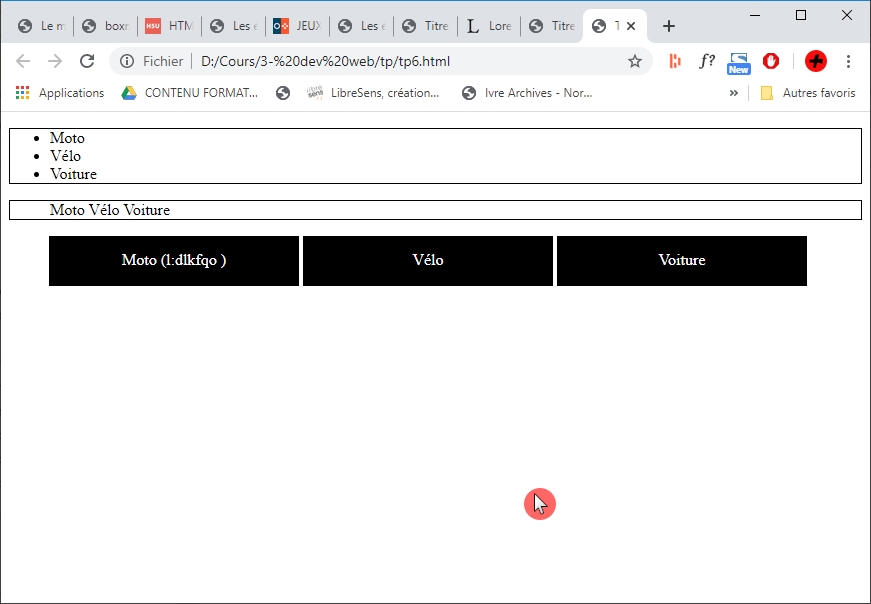 Le m boxm HTM Les é JEUX Les é Titre Lore Titre T
Fichier D:/Cours/3-%20dev%20web/tp/tp6.html f? New
Applications CONTENU FORMAT... LibreSens, création... Ivre Archives - Nor... » Autres favoris
Moto
Vélo
Voiture
Moto Vélo Voiture
Moto (l:dlkfqo ) Vélo Voiture